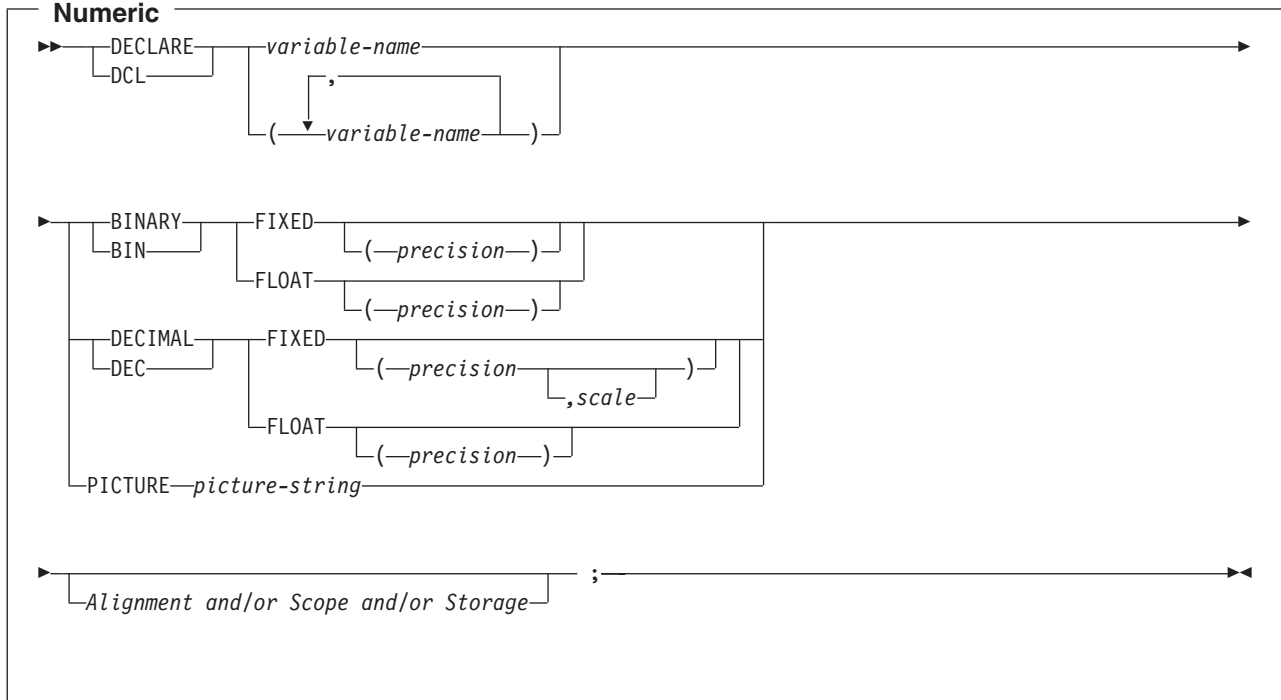 Numeric
DECLARE variable-name
DCL ,
( variable-name )
BINARY FIXED
BIN ( precision )
FLOAT
( precision )
DECIMAL FIXED
DEC ( precision )
,scale
FLOAT
( precision )
PICTURE picture-string
;
Alignment and/or Scope and/or Storage